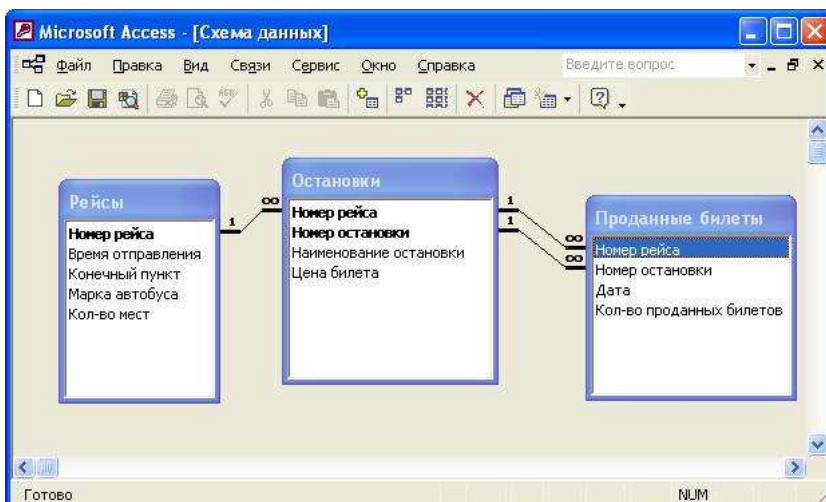 Microsoft Access - [Схема данных]
Файл Правка Вид Связи Сервис Окно Справка Введите вопрос
Рейсы
1
Номер рейса
Время отправления
Конечный пункт
Марка автобуса
Кол-во мест
∞
Остановки
Номер рейса
Номер остановки
Наименование остановки
Цена билета
1
1
∞
∞
Проданные билеты
Номер рейса
Номер остановки
Дата
Кол-во проданных билетов
Готово NUM